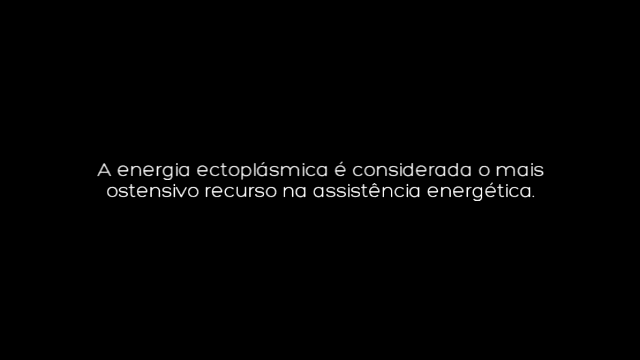 A energia ectoplásmica é considerada o mais
ostensivo recurso na assistência energética.